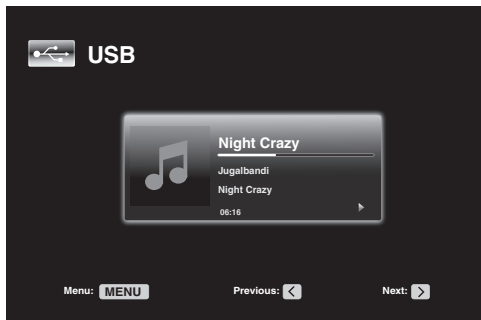 USB
Night Crazy
Jugalbandi
Night Crazy
06:16
Menu: MENU Previous: < Next: >